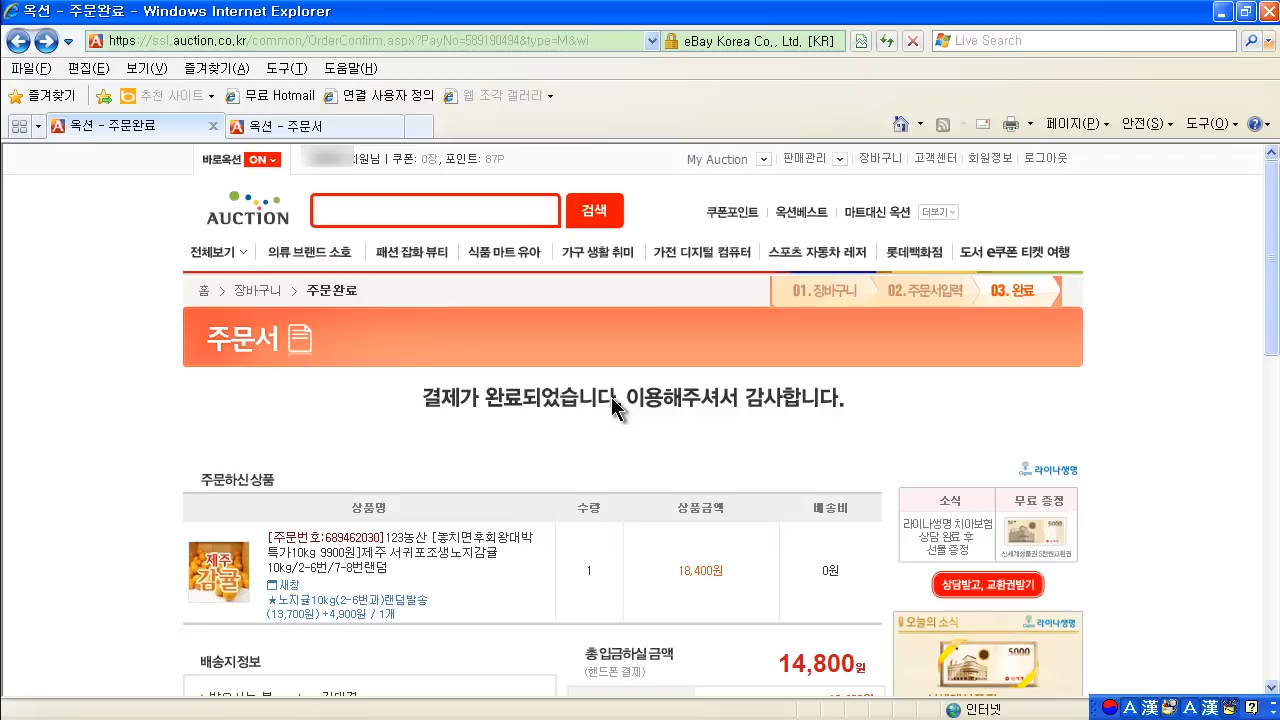 옥션 - 주문완료 - Windows Internet Explorer
https://ssl.auction.co.kr/common/OrderConfirm.aspx?PayNo=589190494&type=M&wi
eBay Korea Co., Ltd, [KR]
Live Search
파일(F) 편집(E) 보기(V) 즐겨찾기(A) 도구(T) 도움말(H)
즐겨찾기 추천 사이트 무료 Hotmail 연결 사용자 정의 웹 조각 갤러리
옥션 - 주문완료 옥션 - 주문서 페이지(P) 안전(S) 도구(O)
바로옥션 ON 회원님 | 쿠폰: 0장, 포인트: 87P My Auction 판매관리 장바구니 고객센터 회원정보 로그아웃
AUCTION 검색 쿠폰포인트 옥션베스트 마트대신 옥션 더보기
전체보기 의류 브랜드 소호 패션 잡화 뷰티 식품 마트 유아 가구 생활 취미 가전 디지털 컴퓨터 스포츠 자동차 레저 롯데백화점 도서 e쿠폰 티켓 여행
홈 > 장바구니 > 주문완료 01. 장바구니 02. 주문서입력 03. 완료
주문서
결제가 완료되었습니다. 이용해주셔서 감사합니다.
주문하신 상품
상품명 수량 상품금액 배송비
123농산 [놓치면후회왕대박
특가10kg 9900원]제주 서귀포조생노지감귤
10kg/2-6번/7-8번랜덤
새창
★노지귤10kg(2-6번과)랜덤발송
(13,700원) +4,900원 / 1개
제주
감귤
1 18,400원 0원
배송지 정보
총 입금하실 금액
(핸드폰 결제)
14,800원
라이나생명
소식 무료 증정
라이나생명 치아보험
상담 완료 후
선물 증정
5000
신세계상품권 5천원교환권
상담받고, 교환권받기
오늘의 소식 라이나생명
5000
인터넷
A 漢 A 漢